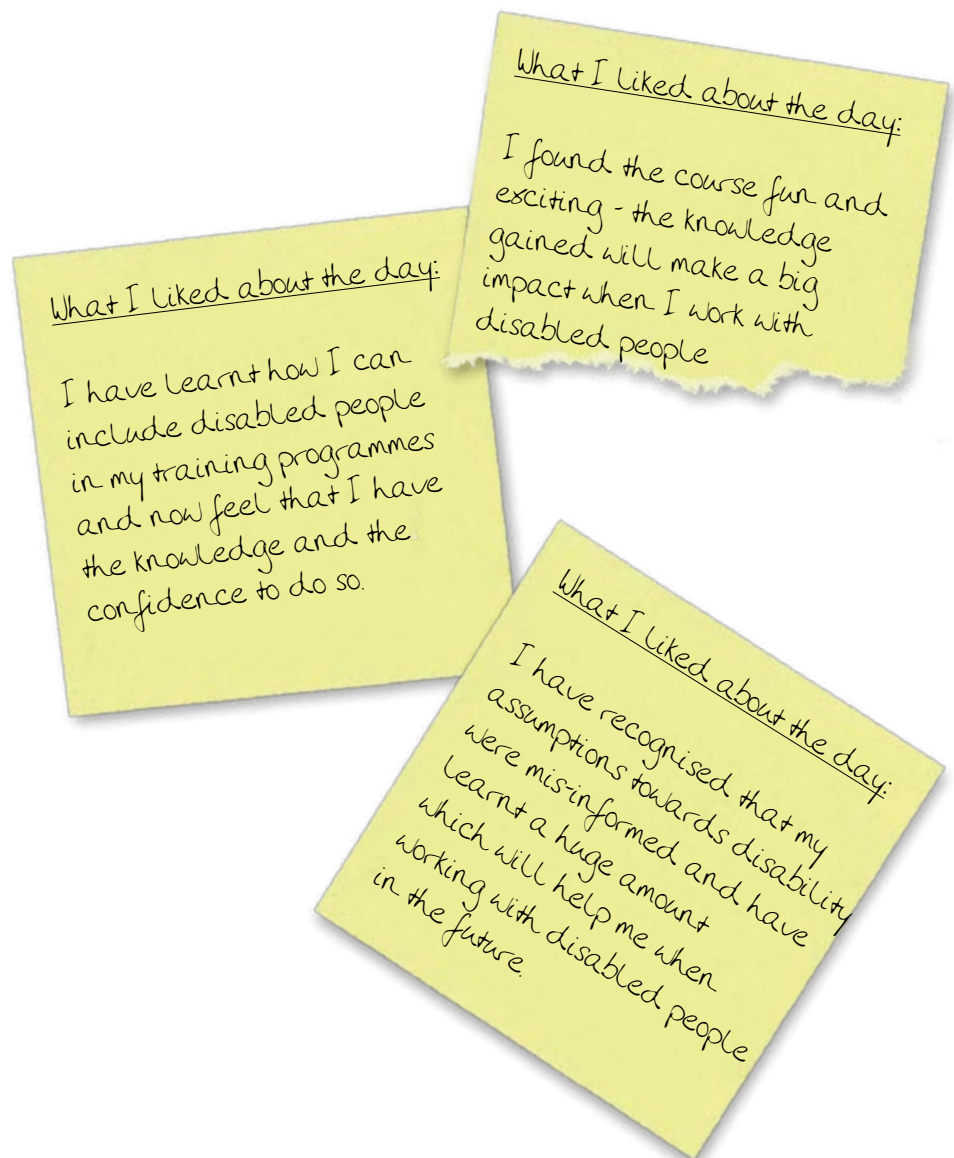 What I liked about the day:
I found the course fun and
exciting - the knowledge
gained will make a big
impact when I work with
disabled people
What I liked about the day:
I have learnt how I can
include disabled people
in my training programmes
and now feel that I have
the knowledge and the
confidence to do so.
What I liked about the day:
I have recognised that my
assumptions towards disability
were mis-informed and have
learnt a huge amount
which will help me when
working with disabled people
in the future.